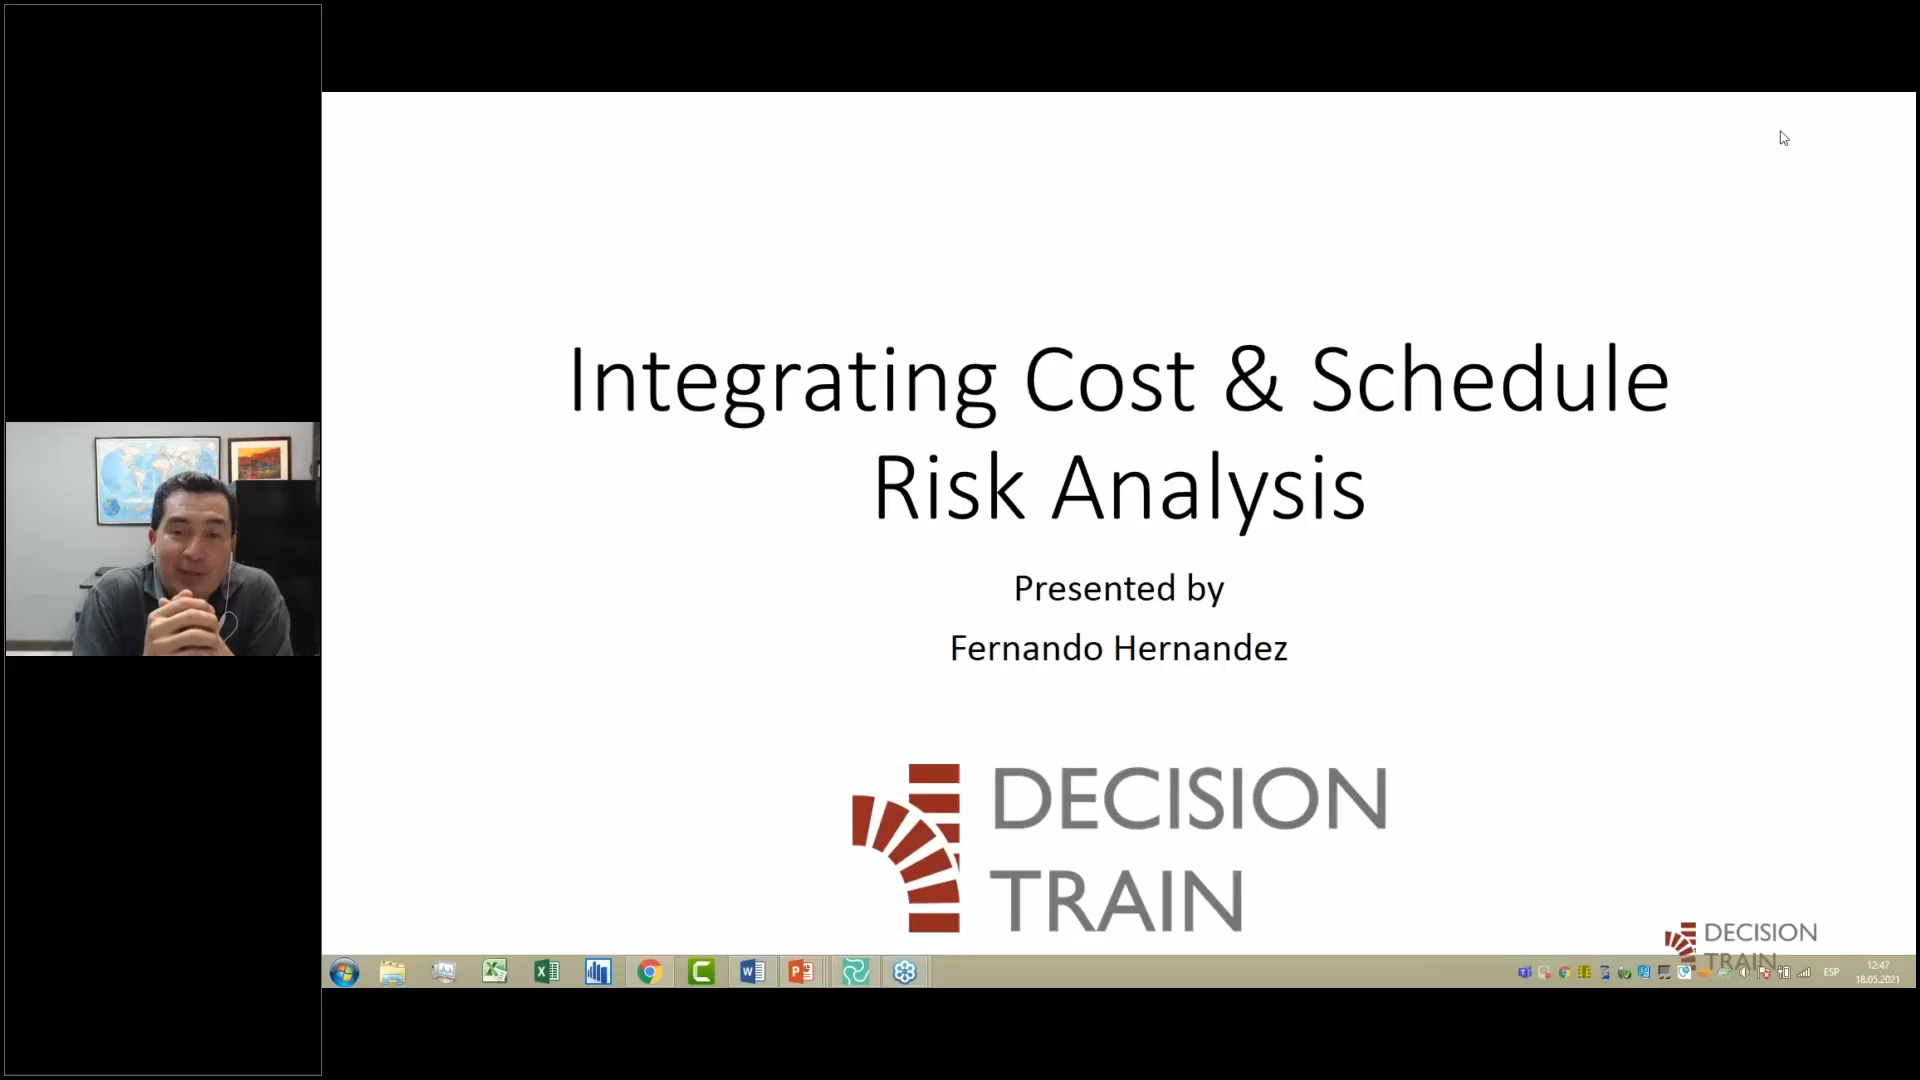 Integrating Cost & Schedule
Risk Analysis
Presented by
Fernando Hernandez
DECISION
TRAIN
DECISION
TRAIN
ESP
12:47
18.05.2021